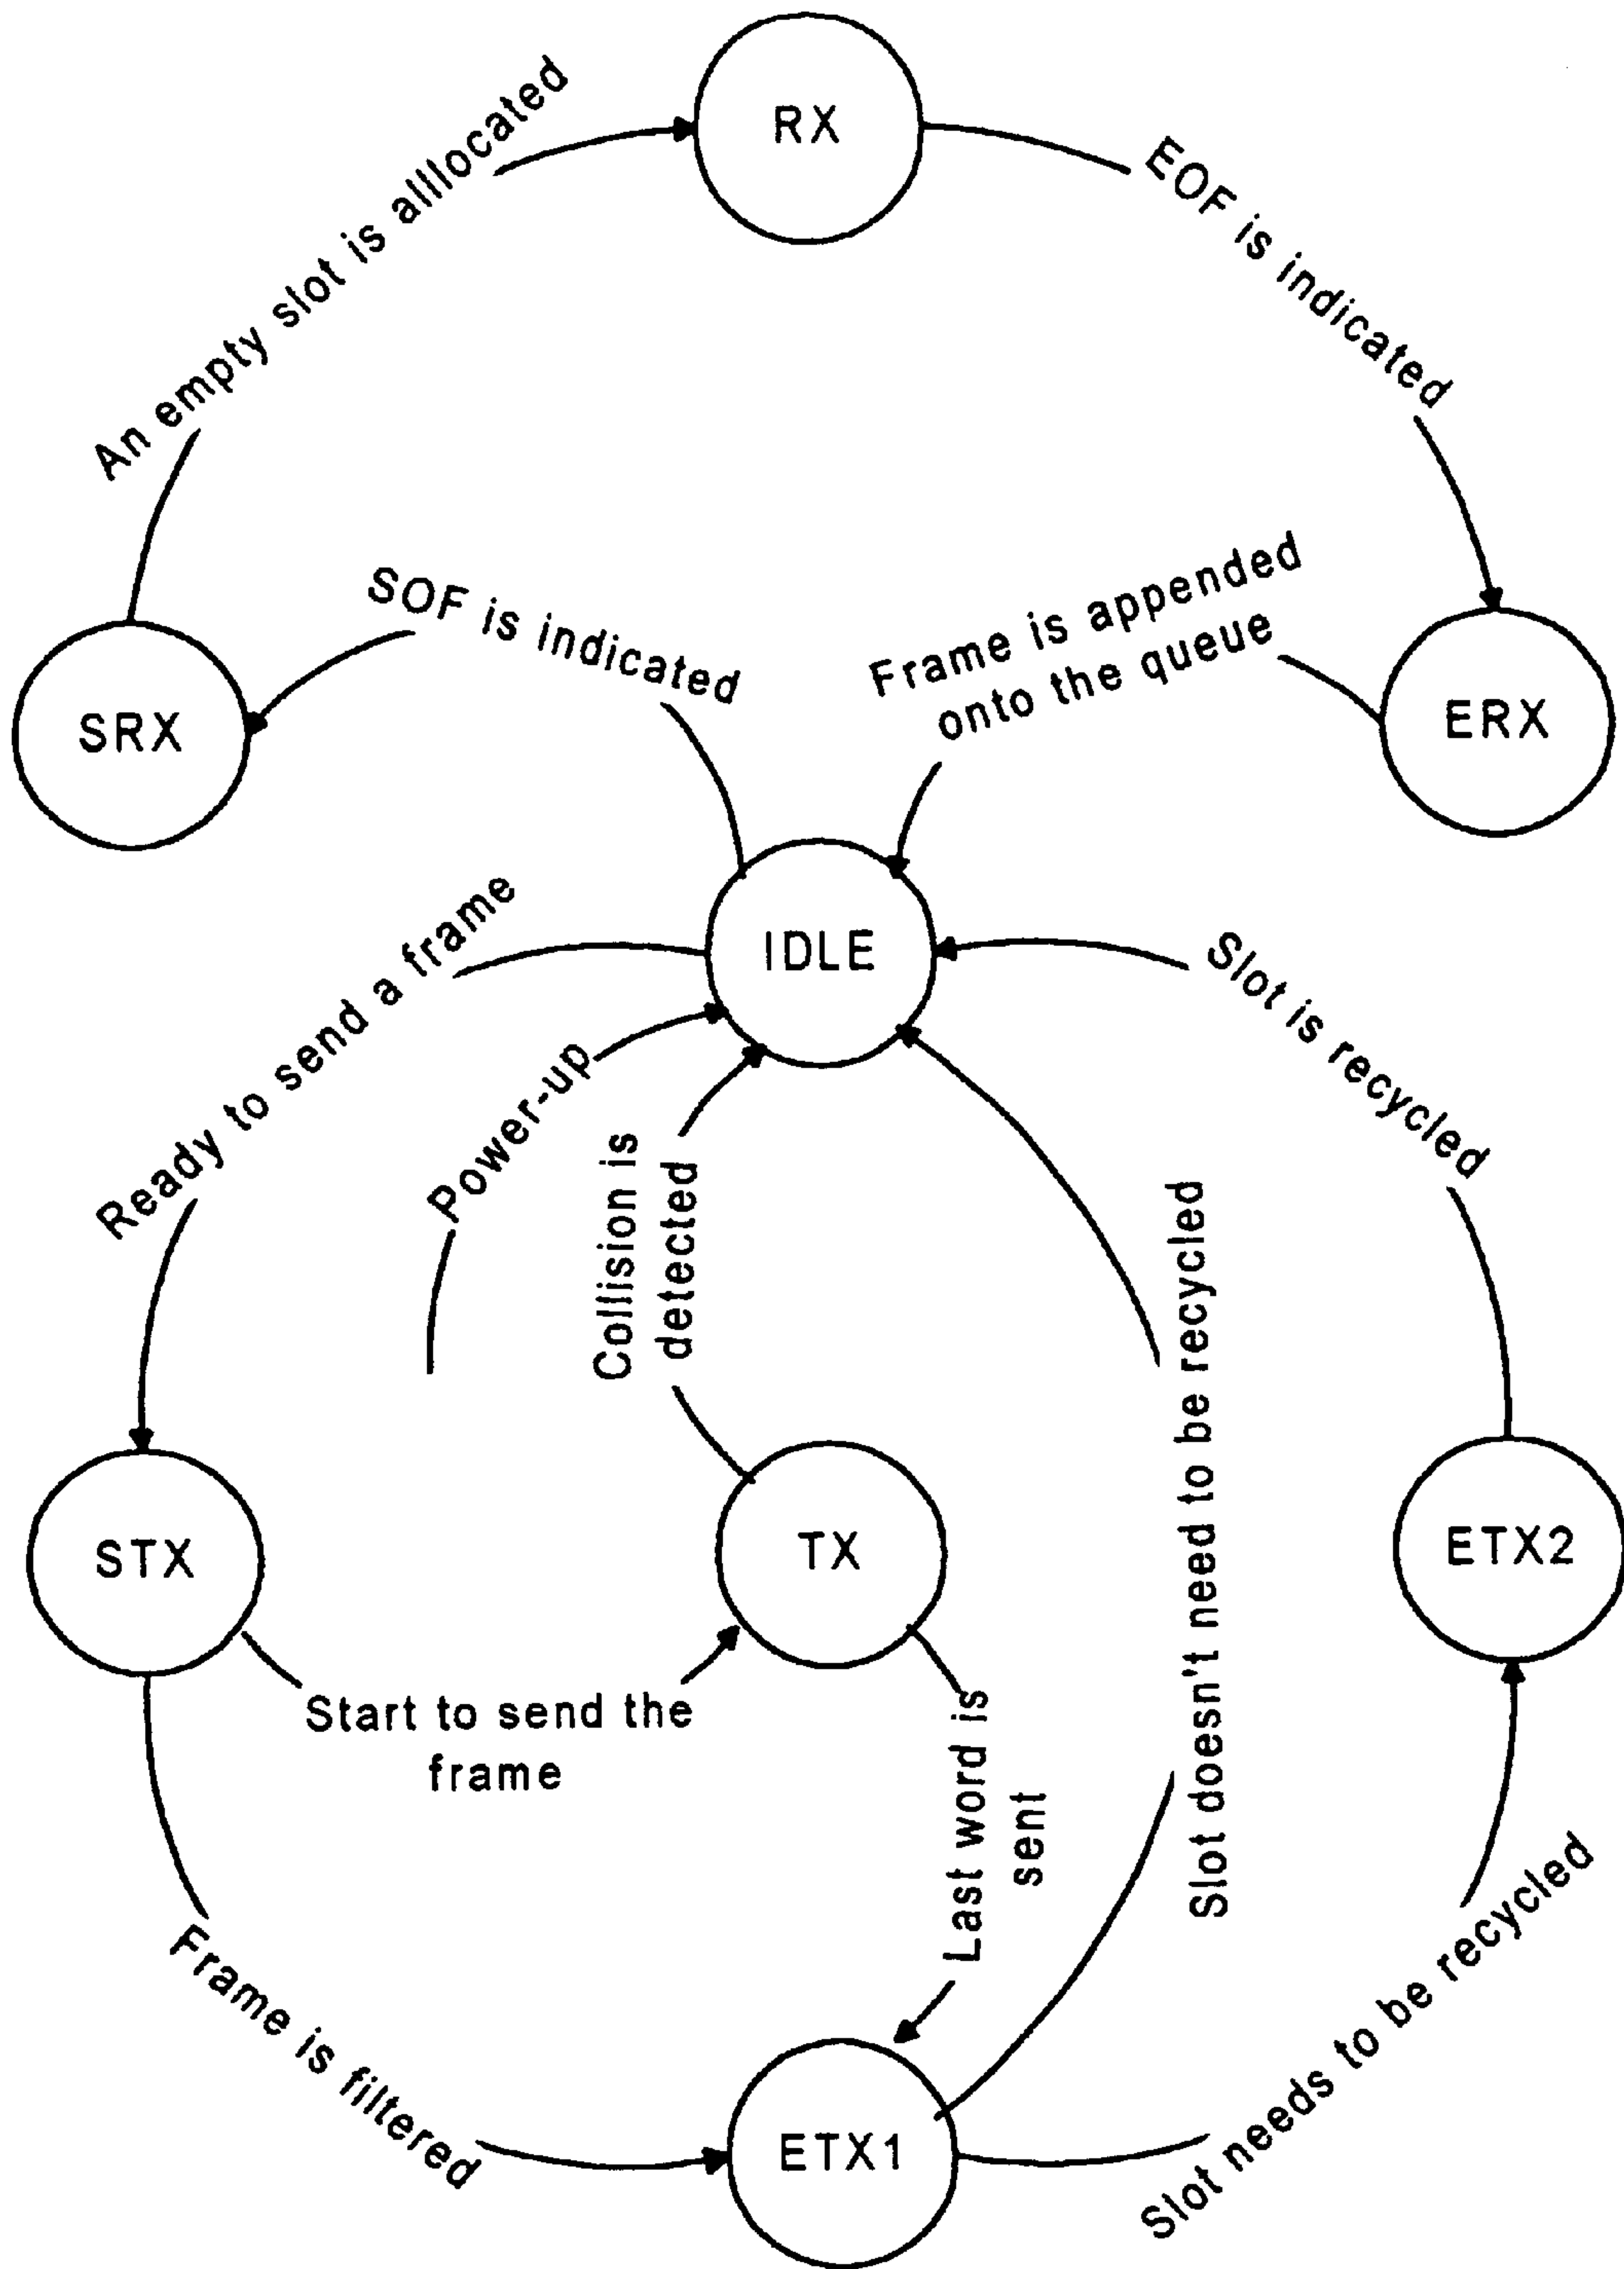 RX
An empty slot is alllocated
EOF is indicated
SOF is indicated
Frame is appended
onto the queue
SRX
ERX
IDLE
Ready to send a frame
Slot is recycled
Power-up
Collision is
detected
Slot doesn't need to be recycled
STX
TX
ETX2
Start to send the
frame
Last word is
sent
Frame is filtered
Slot needs to be recycled
ETX1